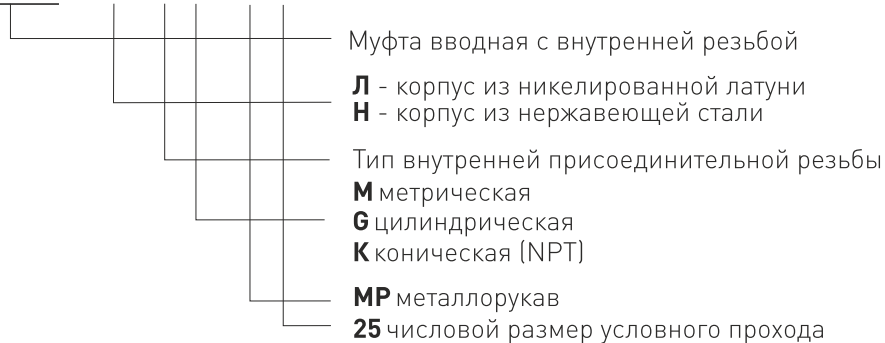 Муфта вводная с внутренней резьбой
Л - корпус из никелированной латуни
Н - корпус из нержавеющей стали
Тип внутренней присоединительной резьбы
М метрическая
G цилиндрическая
К коническая (NPT)
МР металлорукав
25 числовой размер условного прохода